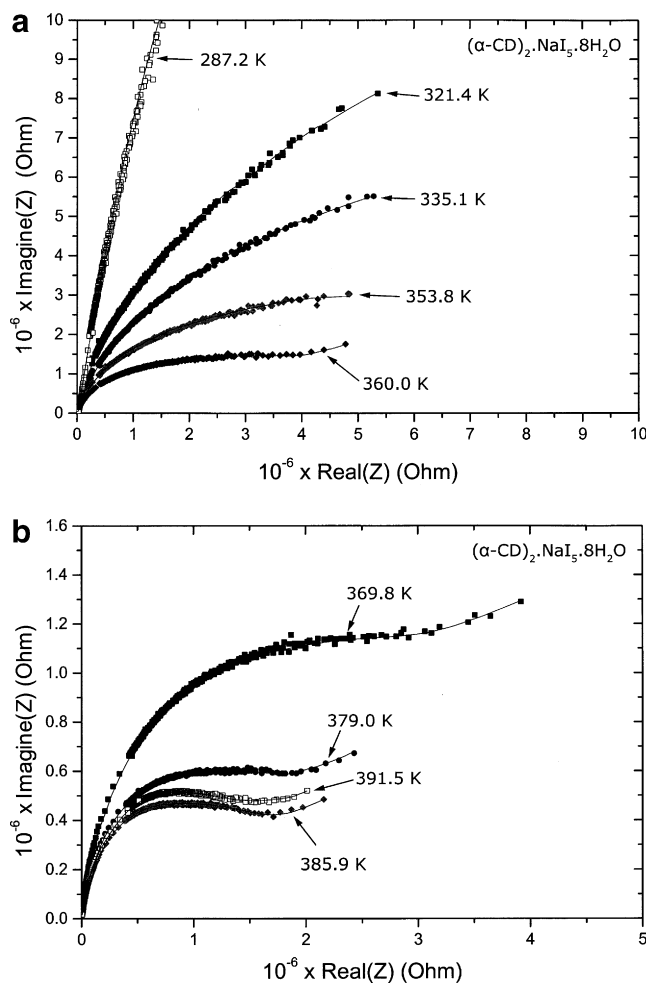 a
(α-CD)₂.NaI₅.8H₂O
10
9
8
7
6
5
4
3
2
1
0
10⁻⁶ x Imagine(Z) (Ohm)
287.2 K
321.4 K
335.1 K
353.8 K
360.0 K
0 1 2 3 4 5 6 7 8 9 10
10⁻⁶ x Real(Z) (Ohm)
b
(α-CD)₂.NaI₅.8H₂O
1.6
1.4
1.2
1.0
0.8
0.6
0.4
0.2
0.0
10⁻⁶ x Imagine(Z) (Ohm)
369.8 K
379.0 K
391.5 K
385.9 K
0 1 2 3 4 5
10⁻⁶ x Real(Z) (Ohm)